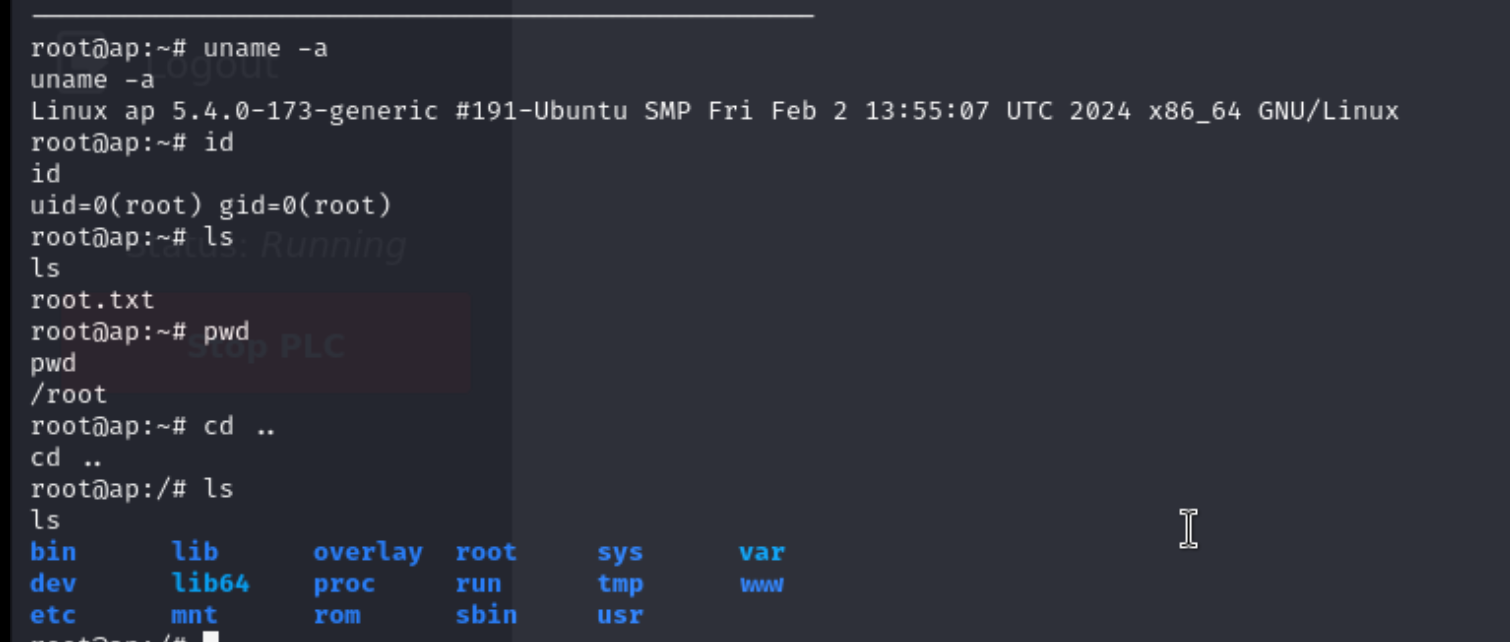 root@ap:~# uname -a
Logout
uname -a
Linux ap 5.4.0-173-generic #191-Ubuntu SMP Fri Feb 2 13:55:07 UTC 2024 x86_64 GNU/Linux
root@ap:~# id
id
uid=0(root) gid=0(root)
root@ap:~# ls
Status: Running
ls
root.txt
root@ap:~# pwd
Stop PLC
pwd
/root
root@ap:~# cd ..
cd ..
root@ap:/# ls
ls
bin lib overlay root sys var
dev lib64 proc run tmp www
etc mnt rom sbin usr
root@ap:/#